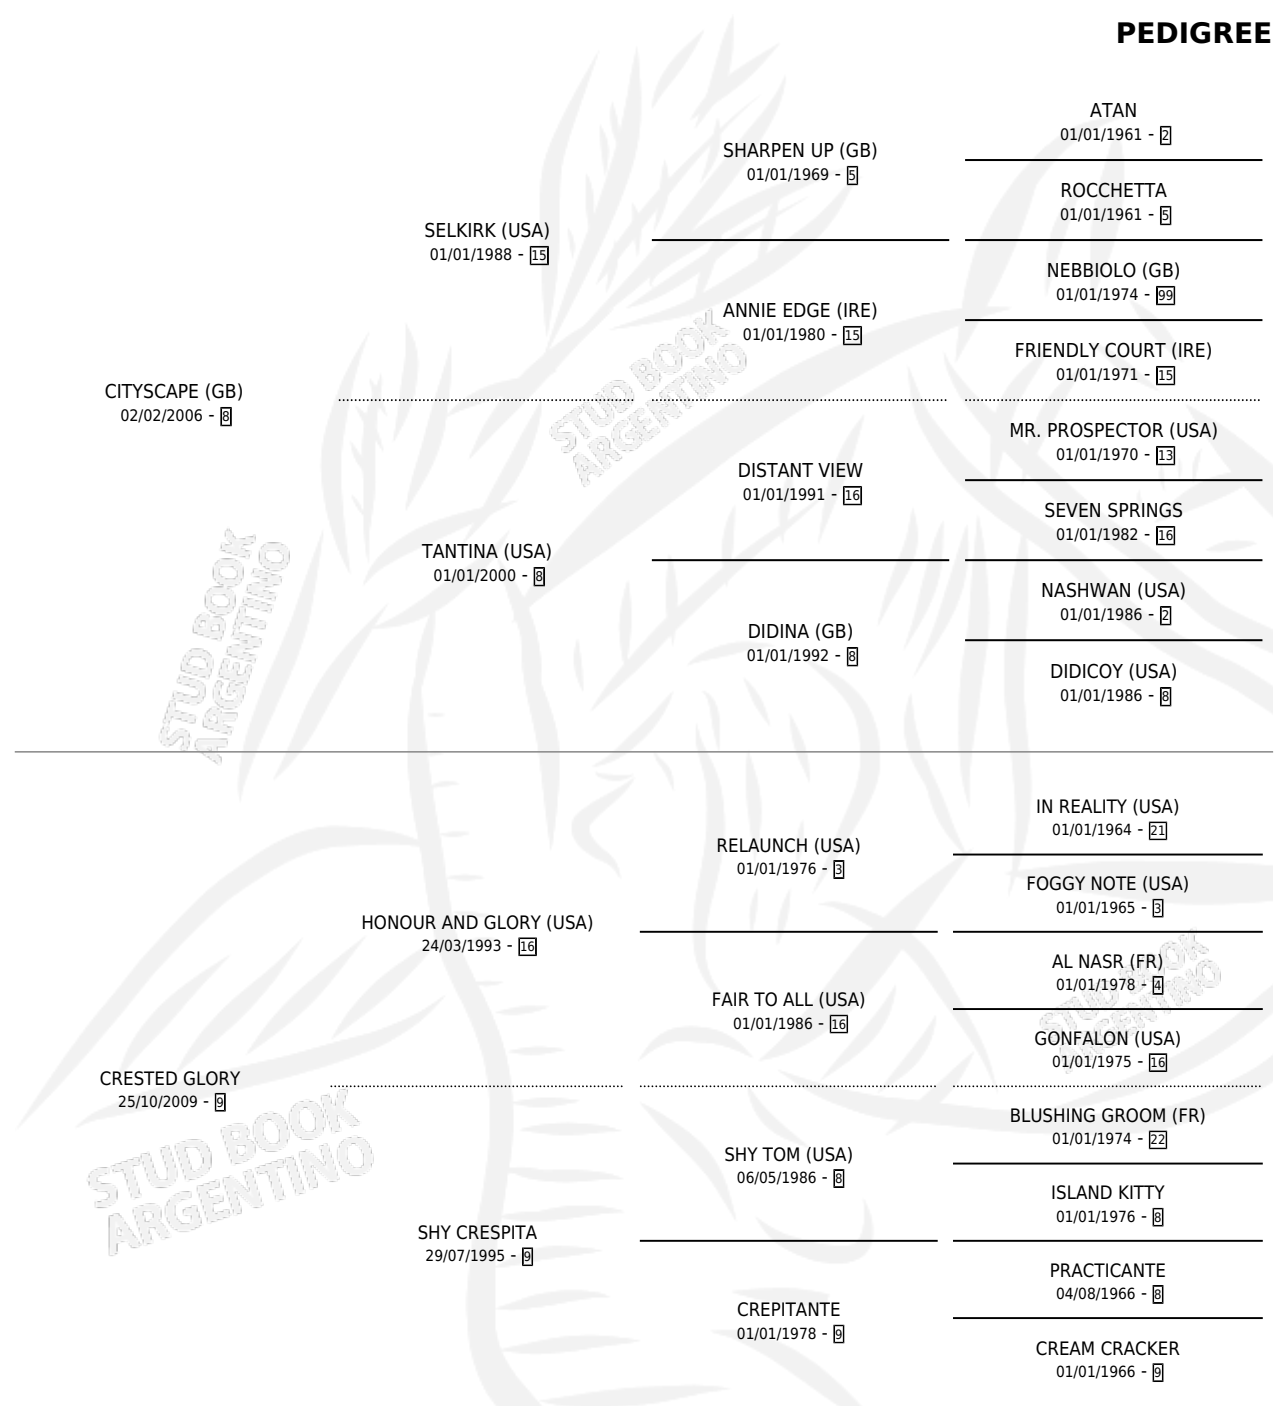 PEDIGREE
ATAN
01/01/1961 - 2
SHARPEN UP (GB)
01/01/1969 - 5
ROCCHETTA
01/01/1961 - 5
SELKIRK (USA)
01/01/1988 - 15
NEBBIOLO (GB)
01/01/1974 - 99
ANNIE EDGE (IRE)
01/01/1980 - 15
FRIENDLY COURT (IRE)
01/01/1971 - 15
CITYSCAPE (GB)
02/02/2006 - 8
STUD BOOK
ARGENTINO
MR. PROSPECTOR (USA)
01/01/1970 - 13
DISTANT VIEW
01/01/1991 - 16
SEVEN SPRINGS
01/01/1982 - 16
TANTINA (USA)
01/01/2000 - 8
NASHWAN (USA)
01/01/1986 - 2
DIDINA (GB)
01/01/1992 - 8
DIDICOY (USA)
01/01/1986 - 8
STUD BOOK
ARGENTINO
IN REALITY (USA)
01/01/1964 - 21
RELAUNCH (USA)
01/01/1976 - 3
FOGGY NOTE (USA)
01/01/1965 - 3
HONOUR AND GLORY (USA)
24/03/1993 - 16
AL NASR (FR)
01/01/1978 - 4
FAIR TO ALL (USA)
01/01/1986 - 16
STUD BOOK
ARGENTINO
GONFALON (USA)
01/01/1975 - 16
CRESTED GLORY
25/10/2009 - 9
BLUSHING GROOM (FR)
01/01/1974 - 22
SHY TOM (USA)
06/05/1986 - 8
STUD BOOK
ARGENTINO
ISLAND KITTY
01/01/1976 - 8
SHY CRESPITA
29/07/1995 - 9
PRACTICANTE
04/08/1966 - 8
CREPITANTE
01/01/1978 - 9
CREAM CRACKER
01/01/1966 - 9